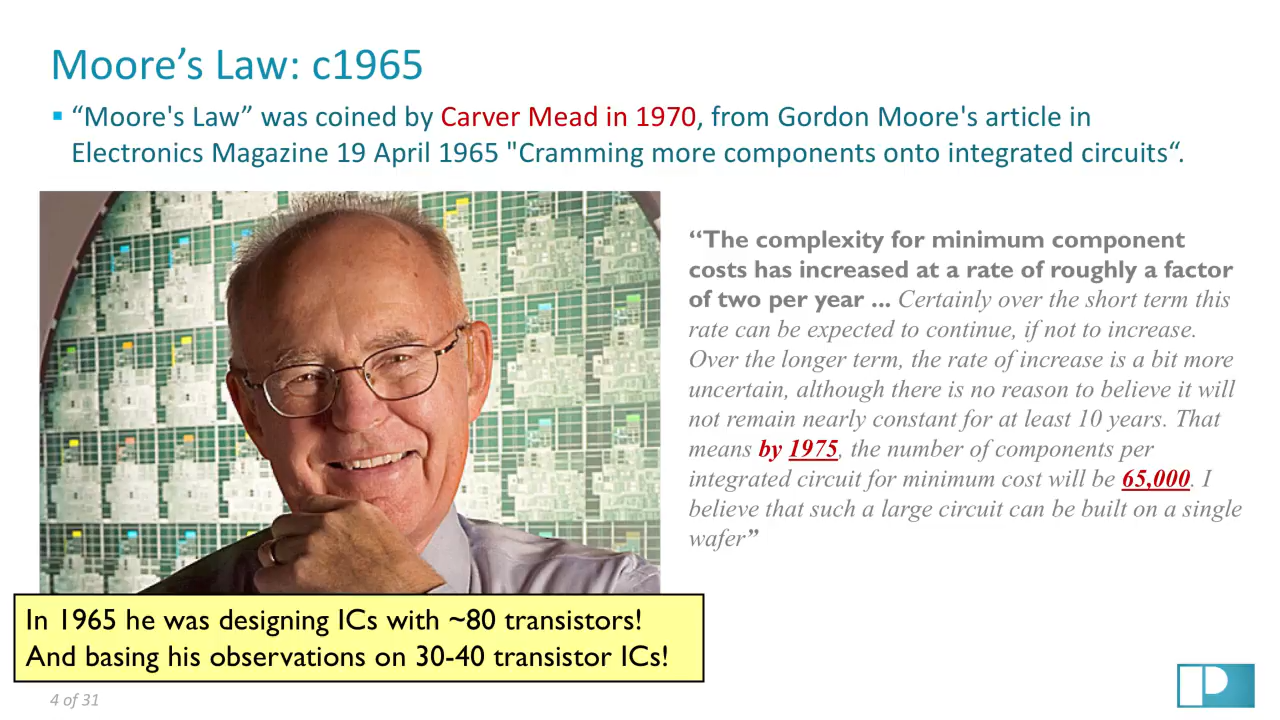 Moore’s Law: c1965
▪ “Moore's Law” was coined by Carver Mead in 1970, from Gordon Moore's article in
Electronics Magazine 19 April 1965 "Cramming more components onto integrated circuits“.
“The complexity for minimum component
costs has increased at a rate of roughly a factor
of two per year ... Certainly over the short term this
rate can be expected to continue, if not to increase.
Over the longer term, the rate of increase is a bit more
uncertain, although there is no reason to believe it will
not remain nearly constant for at least 10 years. That
means by 1975, the number of components per
integrated circuit for minimum cost will be 65,000. I
believe that such a large circuit can be built on a single
wafer”
In 1965 he was designing ICs with ~80 transistors!
And basing his observations on 30-40 transistor ICs!
4 of 31
P